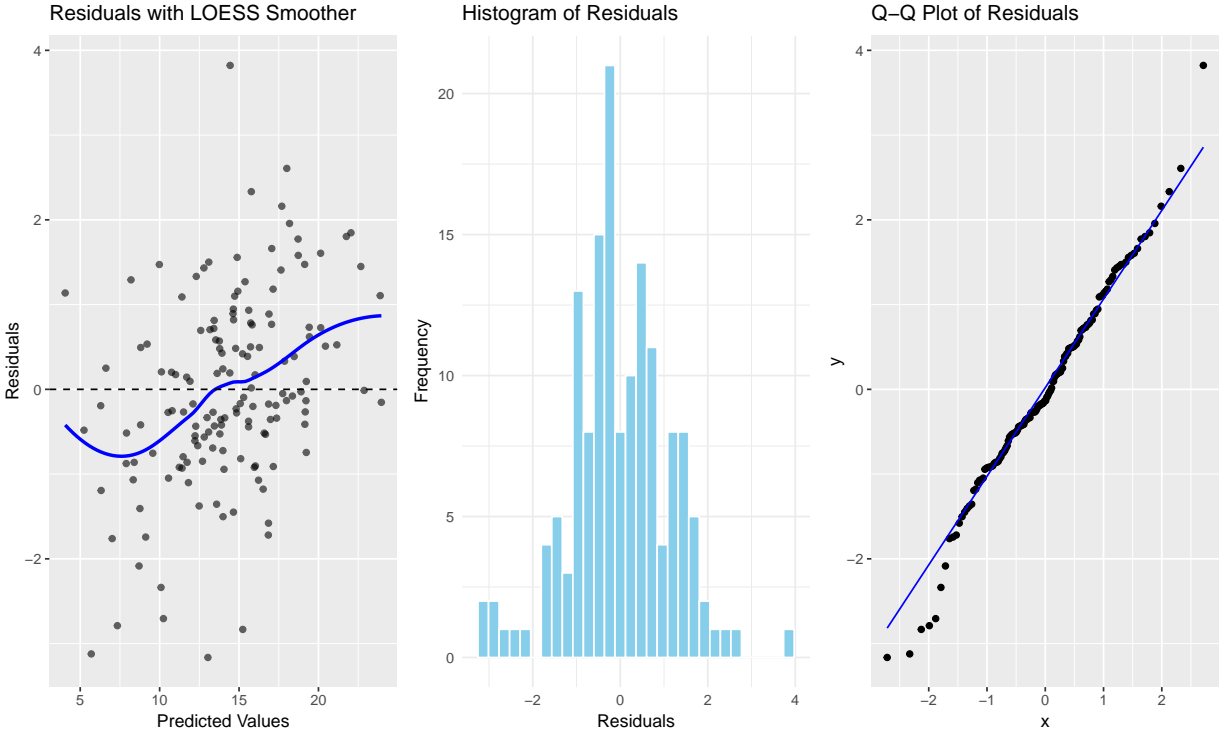 Residuals with LOESS Smoother
4
2
0
−2
Residuals
5
10
15
20
Predicted Values
Histogram of Residuals
20
15
10
5
0
Frequency
−2
0
2
4
Residuals
Q−Q Plot of Residuals
4
2
0
−2
y
−2
−1
0
1
2
x